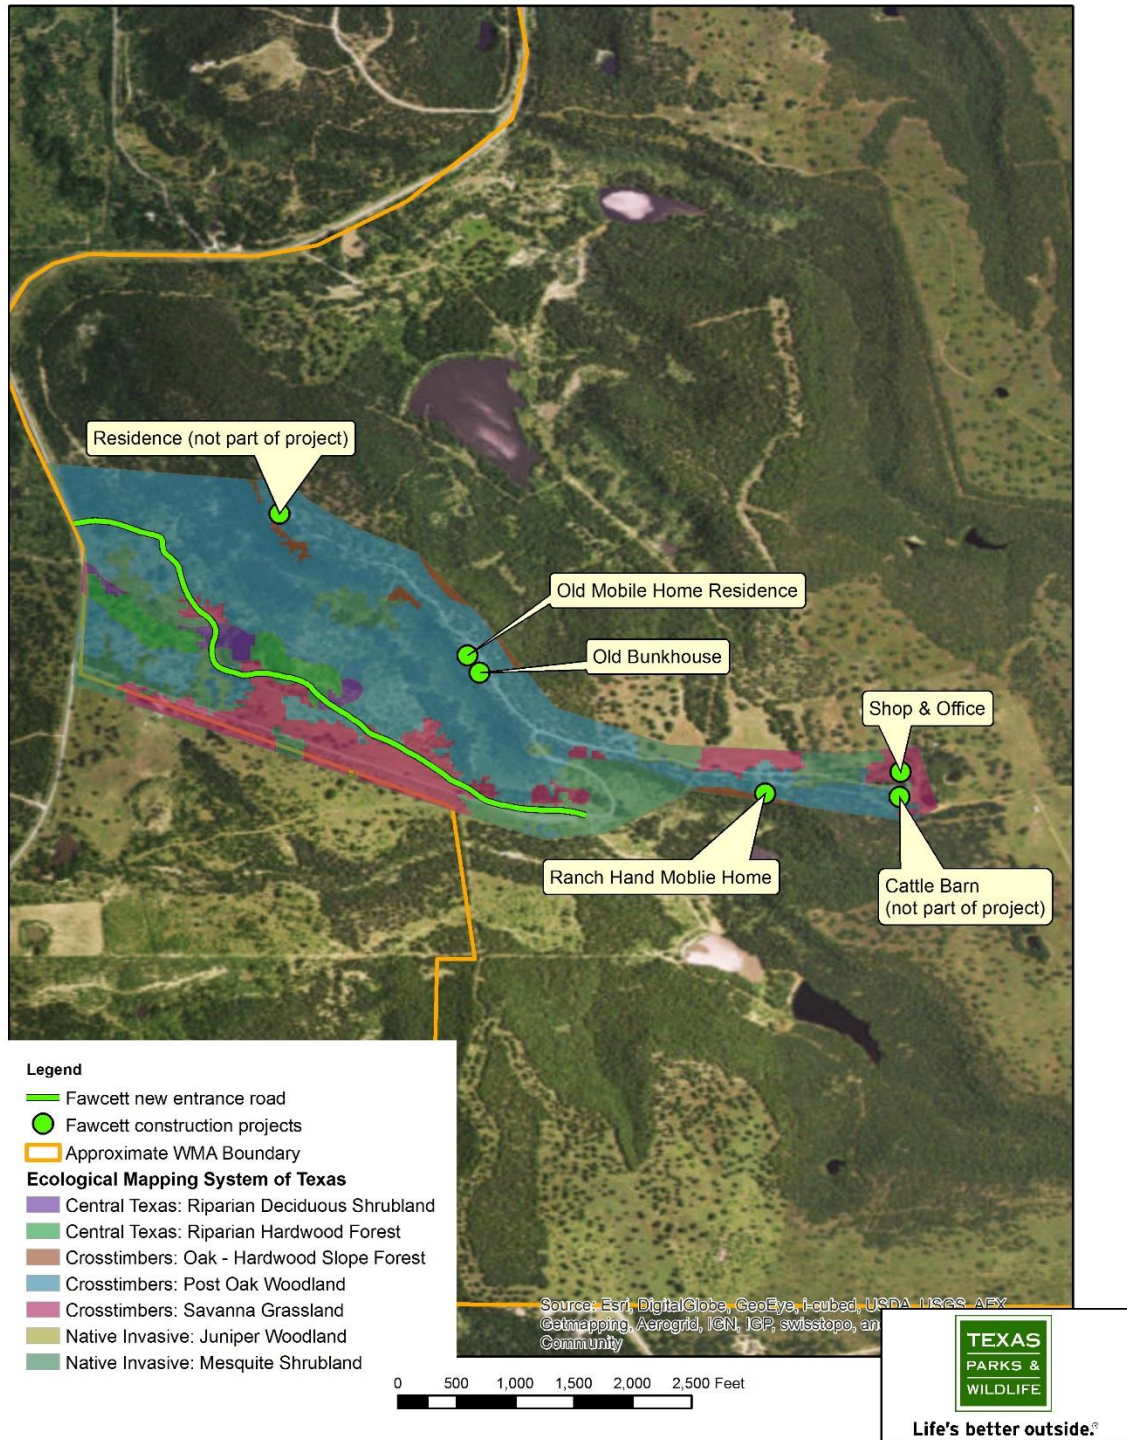 Residence (not part of project)
Old Mobile Home Residence
Old Bunkhouse
Shop & Office
Ranch Hand Moblie Home
Cattle Barn
(not part of project)
Legend
Fawcett new entrance road
Fawcett construction projects
Approximate WMA Boundary
Ecological Mapping System of Texas
Central Texas: Riparian Deciduous Shrubland
Central Texas: Riparian Hardwood Forest
Crosstimbers: Oak - Hardwood Slope Forest
Crosstimbers: Post Oak Woodland
Crosstimbers: Savanna Grassland
Native Invasive: Juniper Woodland
Native Invasive: Mesquite Shrubland
Source: Esri, DigitalGlobe, GeoEye, i-cubed, USDA, USGS, AEX,
Getmapping, Aerogrid, IGN, IGP, swisstopo, and
Community
0 500 1,000 1,500 2,000 2,500 Feet
TEXAS
PARKS &
WILDLIFE
Life's better outside.®